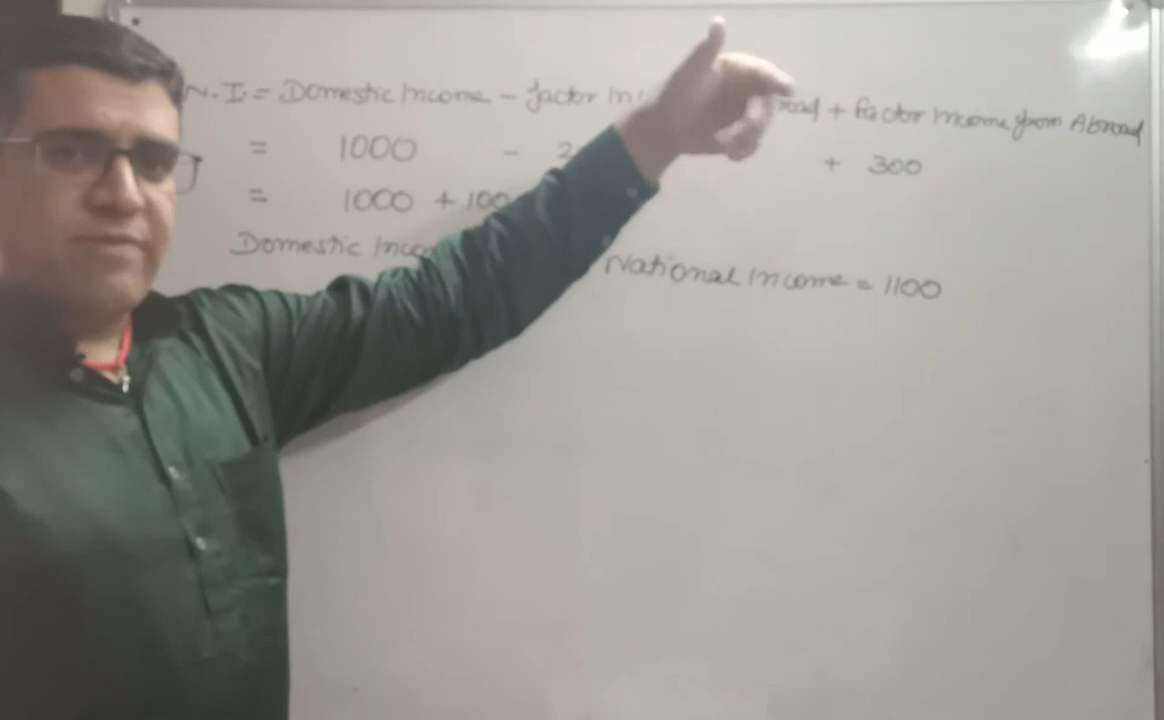 N.I = Domestic Income - factor In + factor Income from Abroad
= 1000 - 2 + 300
= 1000 + 100
Domestic Inco National Income = 1100